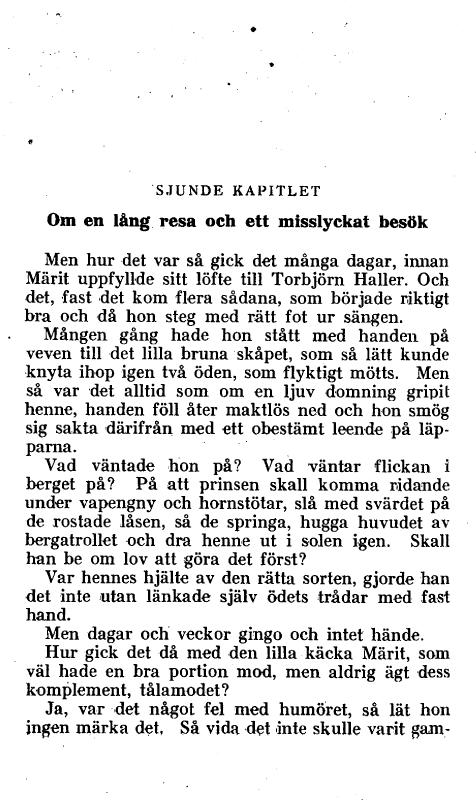 SJUNDE KAPITLET
Om en lång resa och ett misslyckat besök
Men hur det var så gick det många dagar, innan
Märit uppfyllde sitt löfte till Torbjörn Haller. Och
det, fast det kom flera sådana, som började riktigt
bra och då hon steg med rätt fot ur sängen.
Mången gång hade hon stått med handen på
veven till det lilla bruna skåpet, som så lätt kunde
knyta ihop igen två öden, som flyktigt mötts. Men
så var det alltid som om en ljuv domning gripit
henne, handen föll åter maktlös ned och hon smög
sig sakta därifrån med ett obestämt leende på läp-
parna.
Vad väntade hon på? Vad väntar flickan i
berget på? På att prinsen skall komma ridande
under vapengny och hornstötar, slå med svärdet på
de rostade låsen, så de springa, hugga huvudet av
bergatrollet och dra henne ut i solen igen. Skall
han be om lov att göra det först?
Var hennes hjälte av den rätta sorten, gjorde han
det inte utan länkade själv ödets trådar med fast
hand.
Men dagar och veckor gingo och intet hände.
Hur gick det då med den lilla käcka Märit, som
väl hade en bra portion mod, men aldrig ägt dess
komplement, tålamodet?
Ja, var det något fel med humöret, så lät hon
ingen märka det. Så vida det inte skulle varit gam-